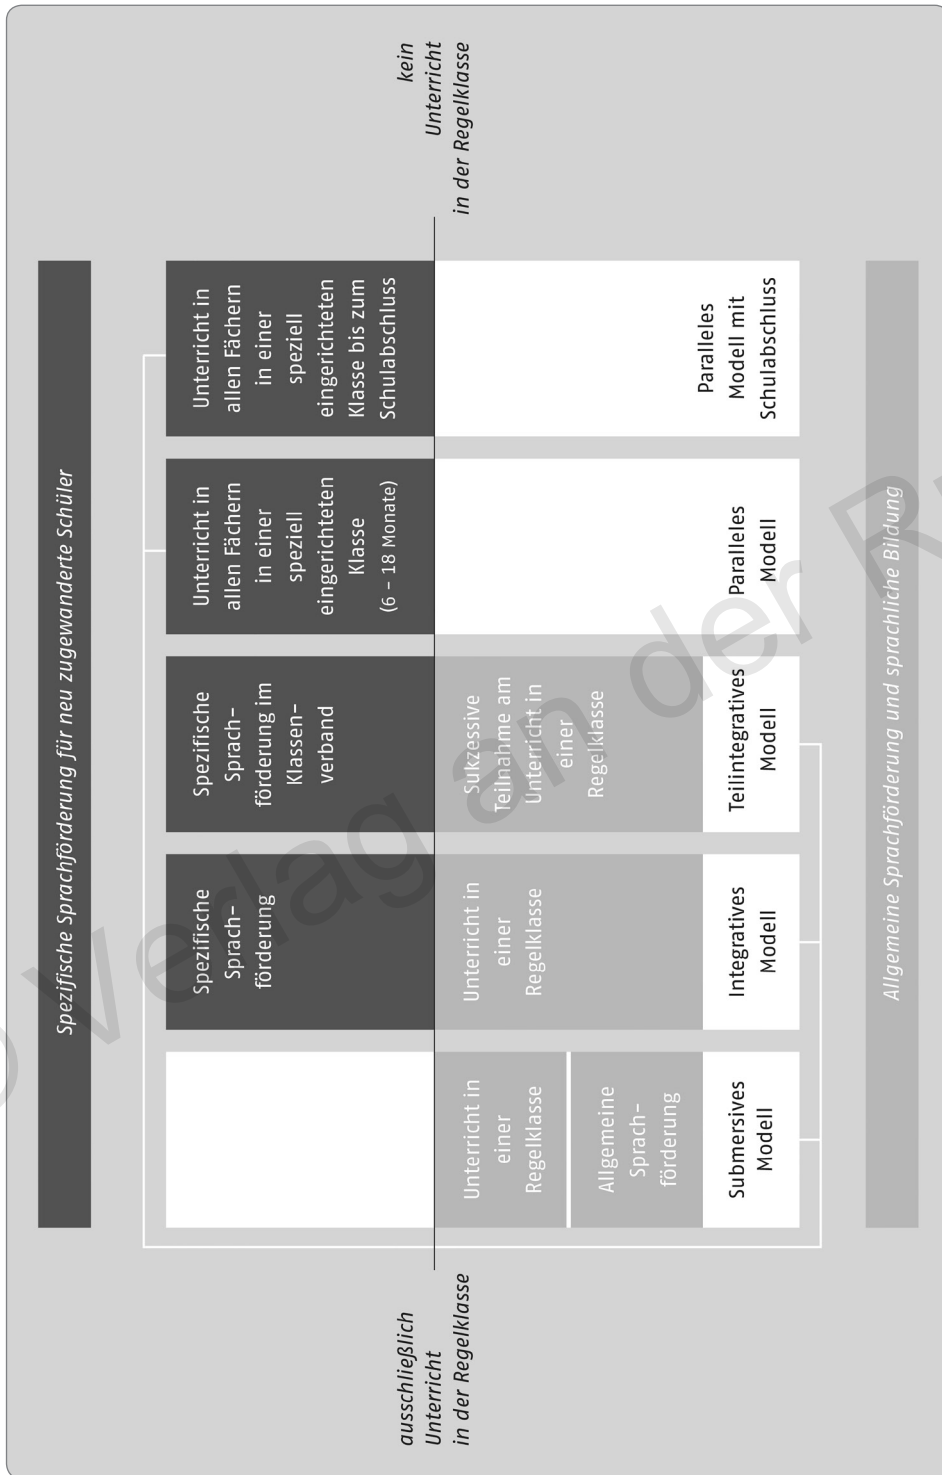 Spezifische Sprachförderung für neu zugewanderte Schüler
Spezifische
Sprach-
förderung
Spezifische
Sprach-
förderung im
Klassen-
verband
Unterricht in
allen Fächern
in einer
speziell
eingerichteten
Klasse
(6 – 18 Monate)
Unterricht in
allen Fächern
in einer
speziell
eingerichteten
Klasse bis zum
Schulabschluss
ausschließlich
Unterricht
in der Regelklasse
kein
Unterricht
in der Regelklasse
Unterricht in
einer
Regelklasse
Allgemeine
Sprach-
förderung
Unterricht in
einer
Regelklasse
Sukzessive
Teilnahme am
Unterricht in
einer
Regelklasse
Submersives
Modell
Integratives
Modell
Teilintegratives
Modell
Paralleles
Modell
Paralleles
Modell mit
Schulabschluss
Allgemeine Sprachförderung und sprachliche Bildung
© Verlag an der R